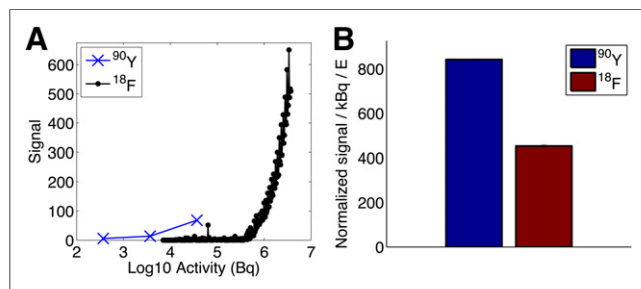 A
⁹⁰Y
¹⁸F
Signal
600
500
400
300
200
100
0
2
3
4
5
6
7
Log10 Activity (Bq)
B
⁹⁰Y
¹⁸F
Normalized signal / kBq / E
800
600
400
200
0